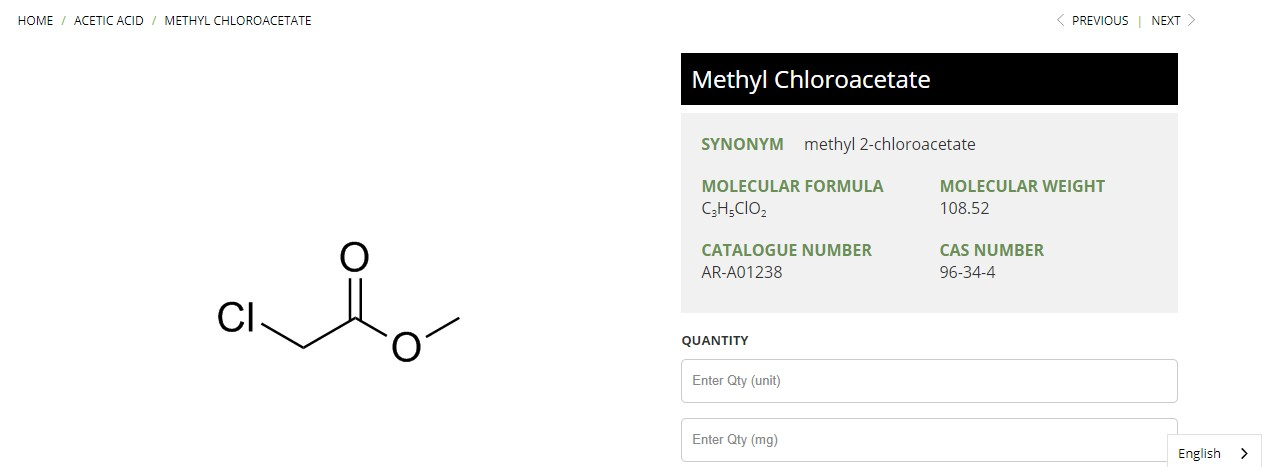 HOME / ACETIC ACID / METHYL CHLOROACETATE
PREVIOUS | NEXT
Methyl Chloroacetate
SYNONYM methyl 2-chloroacetate
MOLECULAR FORMULA
C₃H₅ClO₂
MOLECULAR WEIGHT
108.52
CATALOGUE NUMBER
AR-A01238
CAS NUMBER
96-34-4
O
Cl
O
QUANTITY
Enter Qty (unit)
Enter Qty (mg)
English